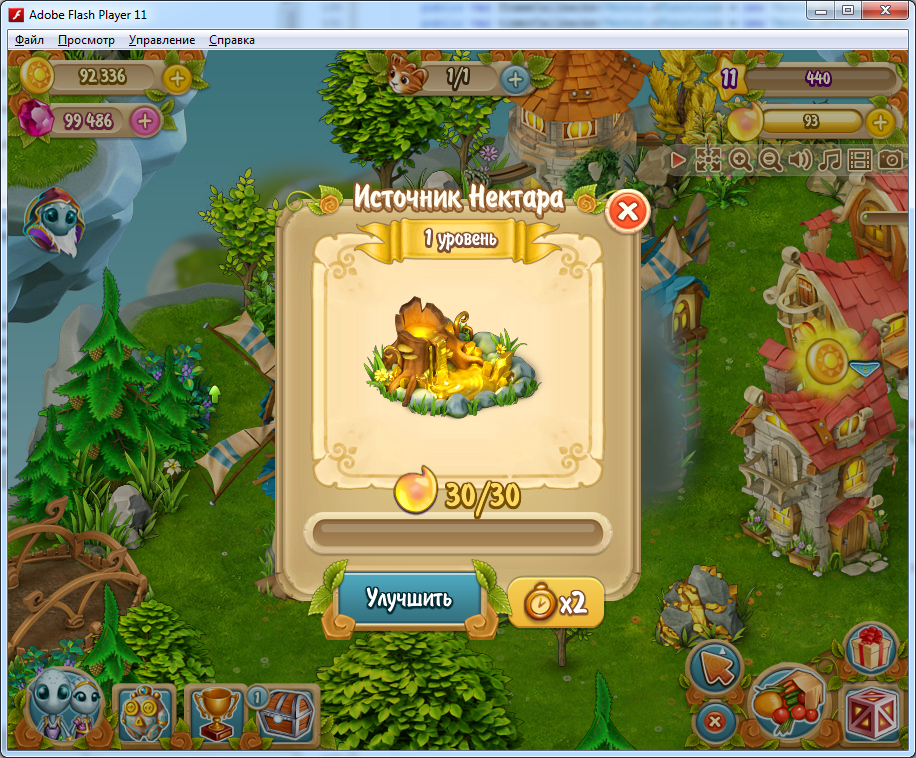 Adobe Flash Player 11
Файл Просмотр Управление Справка
92 336
1/1
11
440
99 486
93
Источник Нектара
1 уровень
30/30
Улучшить
x2
1